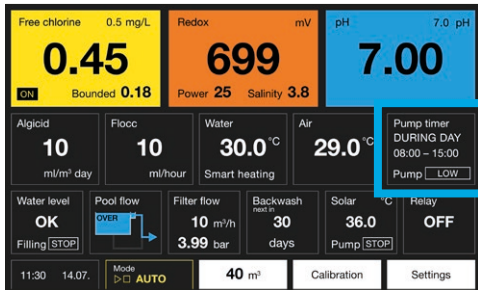 Free chlorine 0.5 mg/L
0.45
ON Bounded 0.18
Redox mV
699
Power 25 Salinity 3.8
pH 7.0 pH
7.00
Algicid
10
ml/m³ day
Flocc
10
ml/hour
Water
30.0 °C
Smart heating
Air
29.0 °C
Pump timer
DURING DAY
08:00 – 15:00
Pump LOW
Water level
OK
Filling STOP
Pool flow
OVER
Filter flow
10 m³/h
3.99 bar
Backwash
next in
30
days
Solar °C
36.0
Pump STOP
Relay
OFF
11:30 14.07.
Mode
AUTO
40 m³
Calibration
Settings